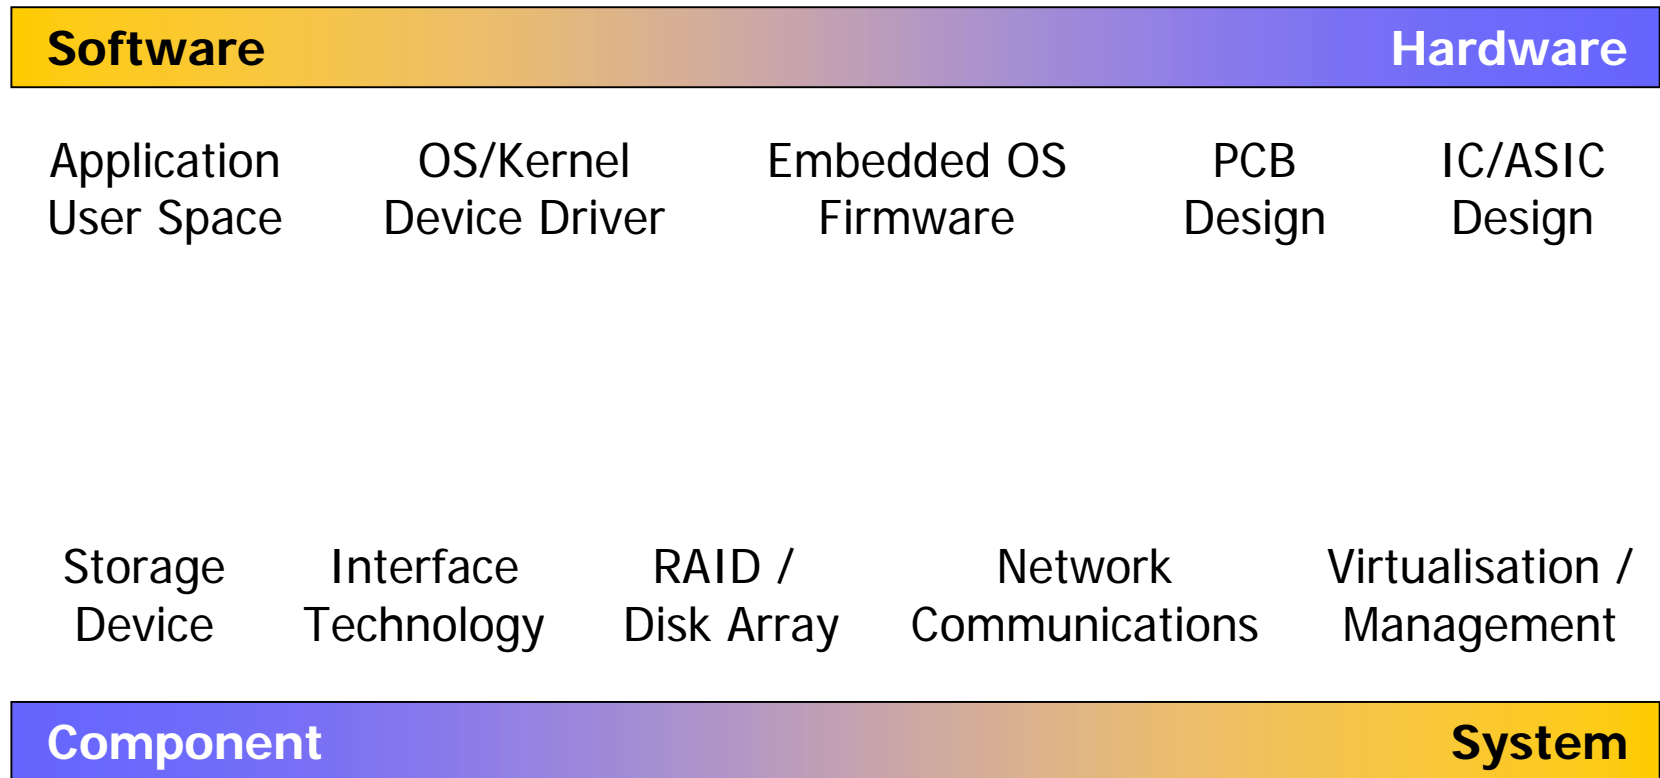 Software Hardware
Application OS/Kernel Embedded OS PCB IC/ASIC
User Space Device Driver Firmware Design Design
Storage Interface RAID / Network Virtualisation /
Device Technology Disk Array Communications Management
Component System